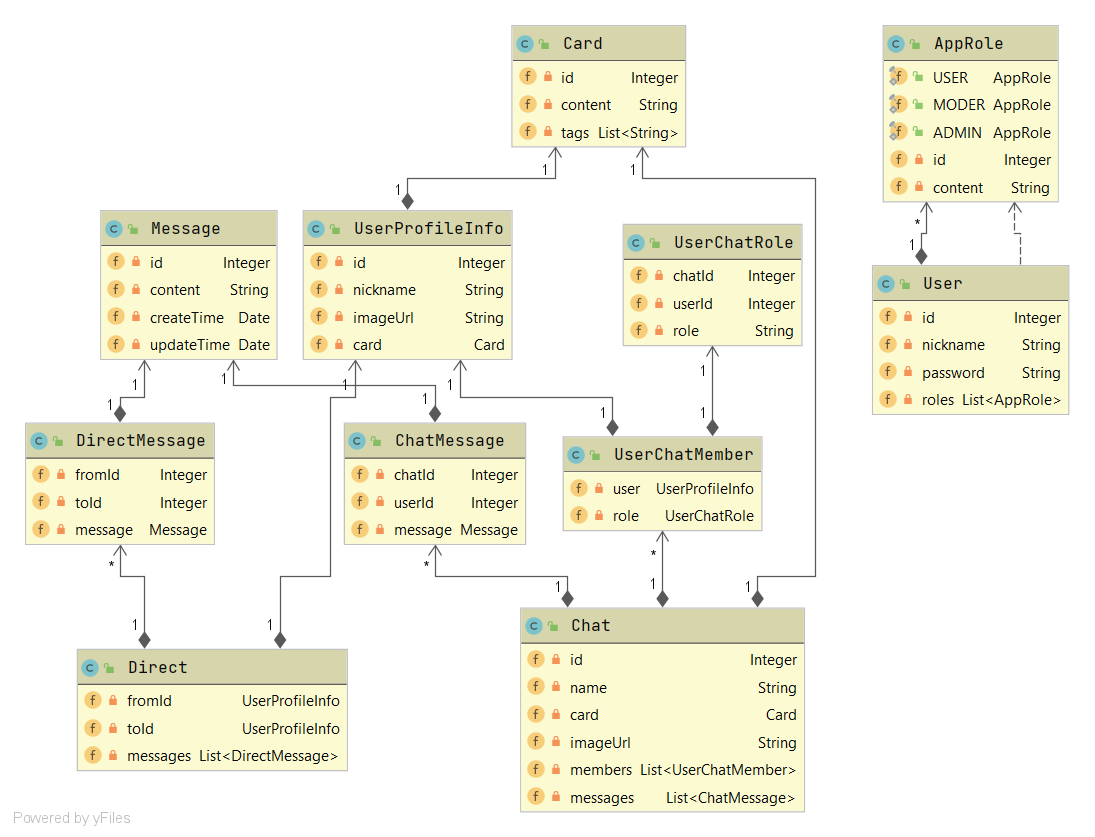 Card
id Integer
content String
tags List<String>
AppRole
USER AppRole
MODER AppRole
ADMIN AppRole
id Integer
content String
1
1
1
*
1
Message
id Integer
content String
createTime Date
updateTime Date
UserProfileInfo
id Integer
nickname String
imageUrl String
card Card
UserChatRole
chatId Integer
userId Integer
role String
User
id Integer
nickname String
password String
roles List<AppRole>
1
1
1
1
1
1
1
1
DirectMessage
fromId Integer
toId Integer
message Message
ChatMessage
chatId Integer
userId Integer
message Message
UserChatMember
user UserProfileInfo
role UserChatRole
*
*
*
1
1
1
1
1
Direct
fromId UserProfileInfo
toId UserProfileInfo
messages List<DirectMessage>
Chat
id Integer
name String
card Card
imageUrl String
members List<UserChatMember>
messages List<ChatMessage>
Powered by yFiles